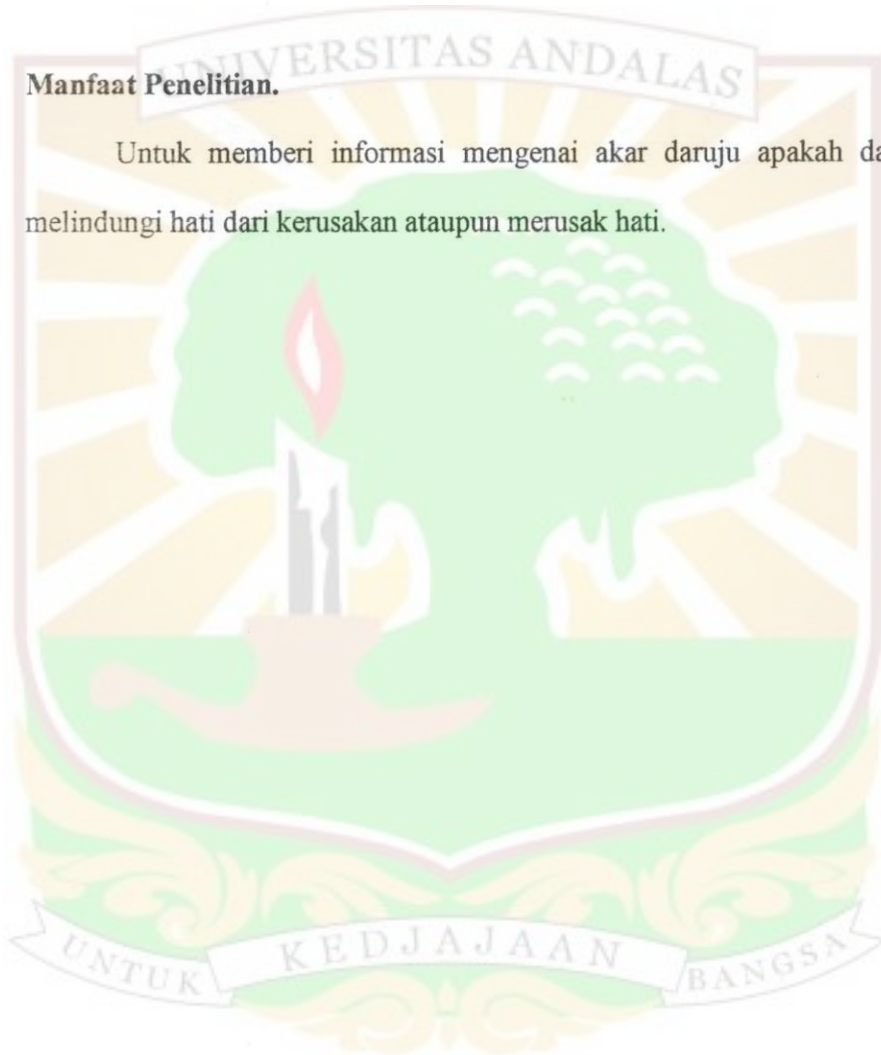 UNIVERSITAS ANDALAS
Manfaat Penelitian.
Untuk memberi informasi mengenai akar daruju apakah da
melindungi hati dari kerusakan ataupun merusak hati.
UNTUK KEDJAJAAN BANGSA